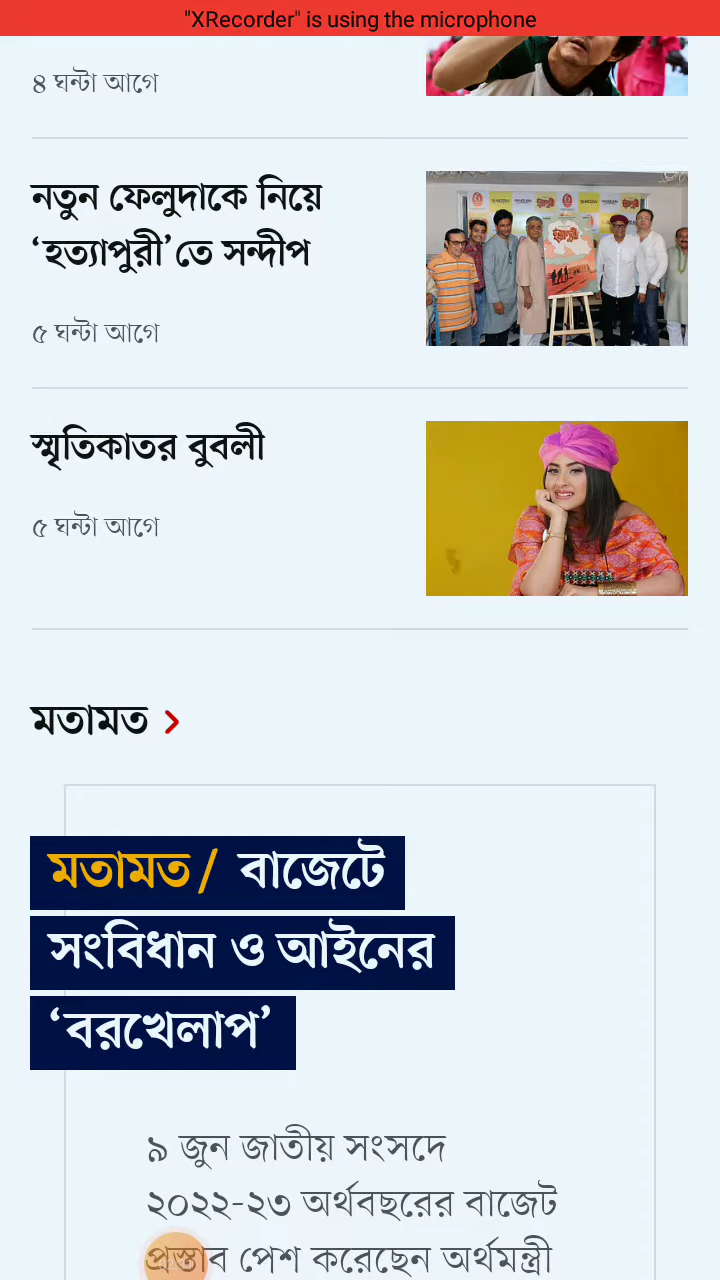 "XRecorder" is using the microphone
৪ ঘন্টা আগে
নতুন ফেলুদাকে নিয়ে
‘হত্যাপুরী’তে সন্দীপ
৫ ঘন্টা আগে
স্মৃতিকাতর বুবলী
৫ ঘন্টা আগে
মতামত
মতামত / বাজেটে
সংবিধান ও আইনের
‘বরখেলাপ’
৯ জুন জাতীয় সংসদে
২০২২-২৩ অর্থবছরের বাজেট
প্রস্তাব পেশ করেছেন অর্থমন্ত্রী